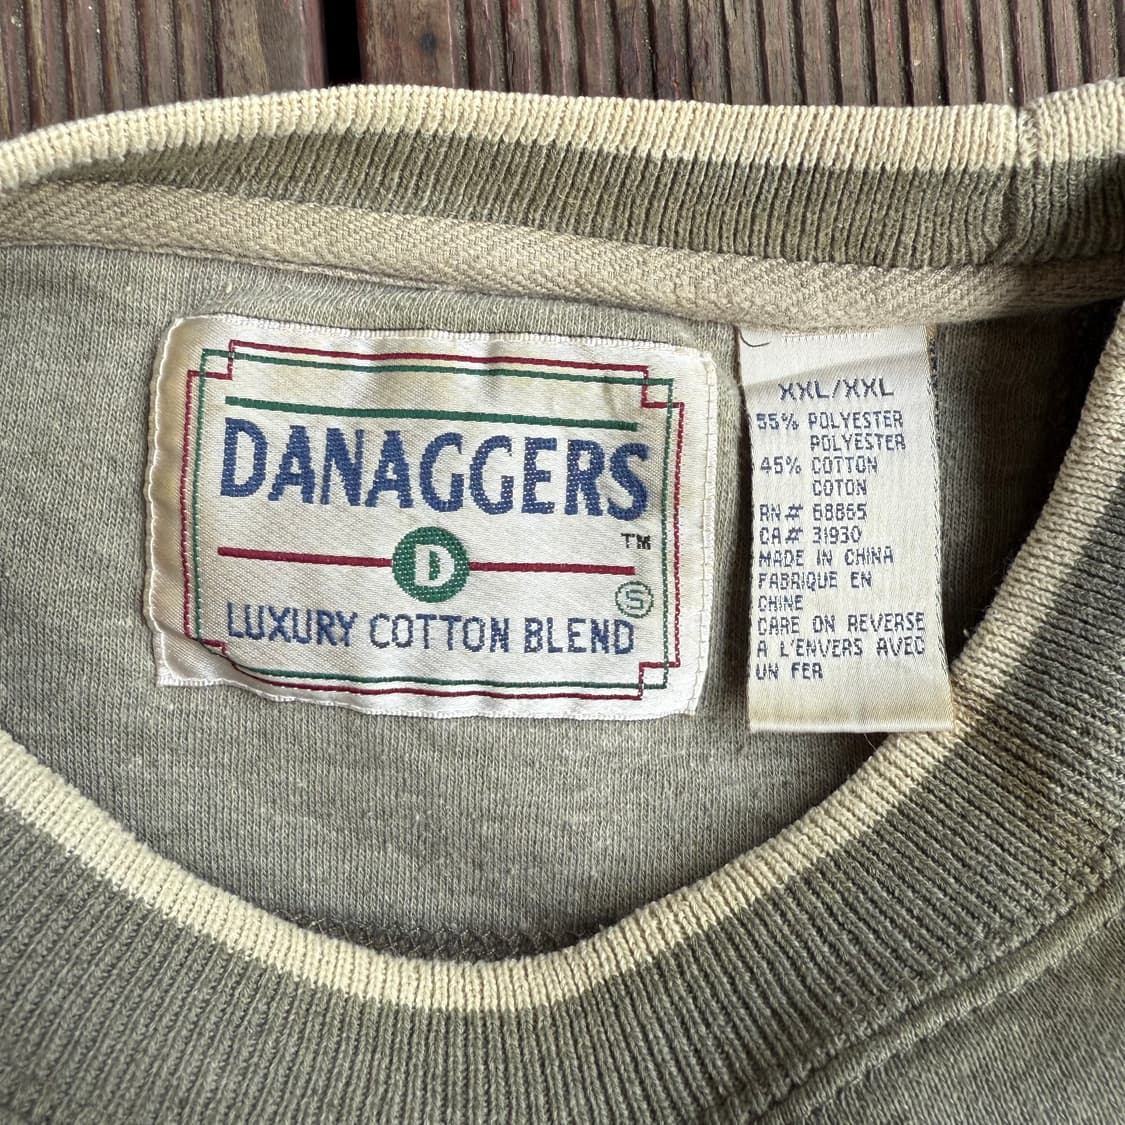 DANAGGERS
TM
D
S
LUXURY COTTON BLEND
XXL/XXL
55% POLYESTER
POLYESTER
45% COTTON
COTON
RN# 68865
CA# 31930
MADE IN CHINA
FABRIQUE EN
CHINE
CARE ON REVERSE
A L'ENVERS AVEC
UN FER